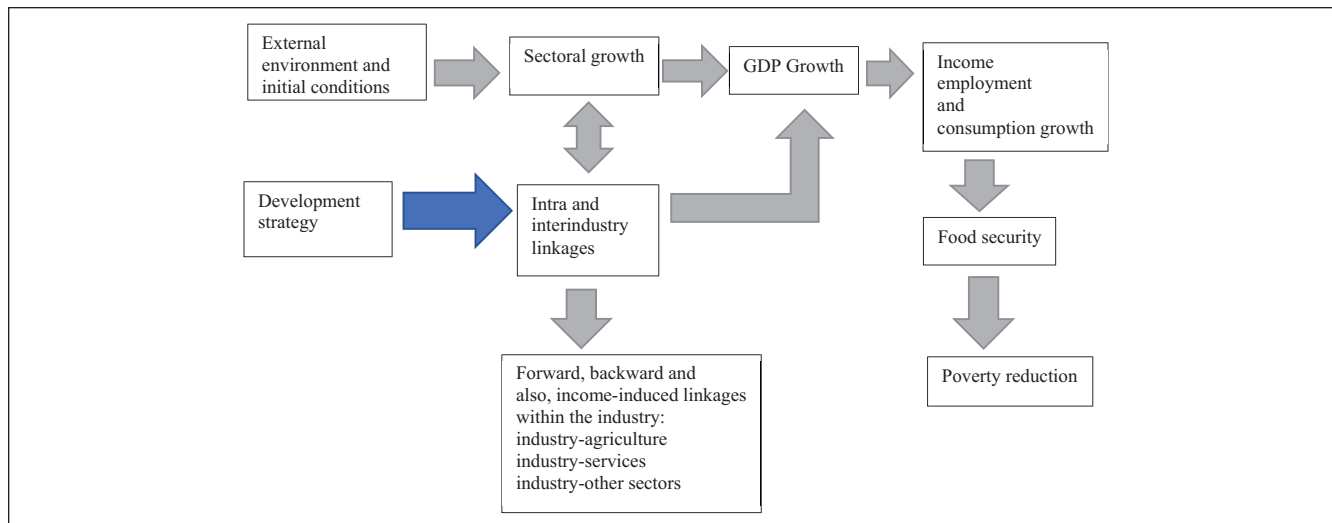 External
environment and
initial conditions
Sectoral growth
GDP Growth
Income
employment
and
consumption growth
Development
strategy
Intra and
interindustry
linkages
Food security
Forward, backward and
also, income-induced linkages
within the industry:
industry-agriculture
industry-services
industry-other sectors
Poverty reduction